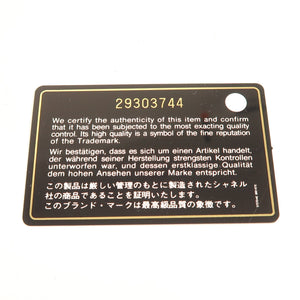 29303744
We certify the authenticity of this item and confirm
that it has been subjected to the most exacting quality
control. Its high quality is a symbol of the fine reputation
of the Trademark.
Wir bestätigen, dass es sich um einen Artikel handelt,
der während seiner Herstellung strengsten Kontrollen
unterworfen war, und dessen erstklassige Qualität
dem hohen Ansehen unserer Marke entspricht.
この製品は厳しい管理のもとに製造されたシャネル
社の商品であることを証明いたします。
このブランド・マークは最高級品質の象徴です。